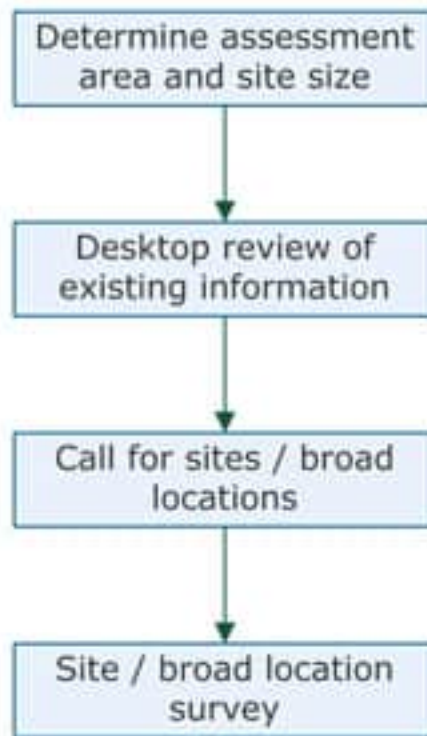 Determine assessment
area and site size
Desktop review of
existing information
Call for sites / broad
locations
Site / broad location
survey